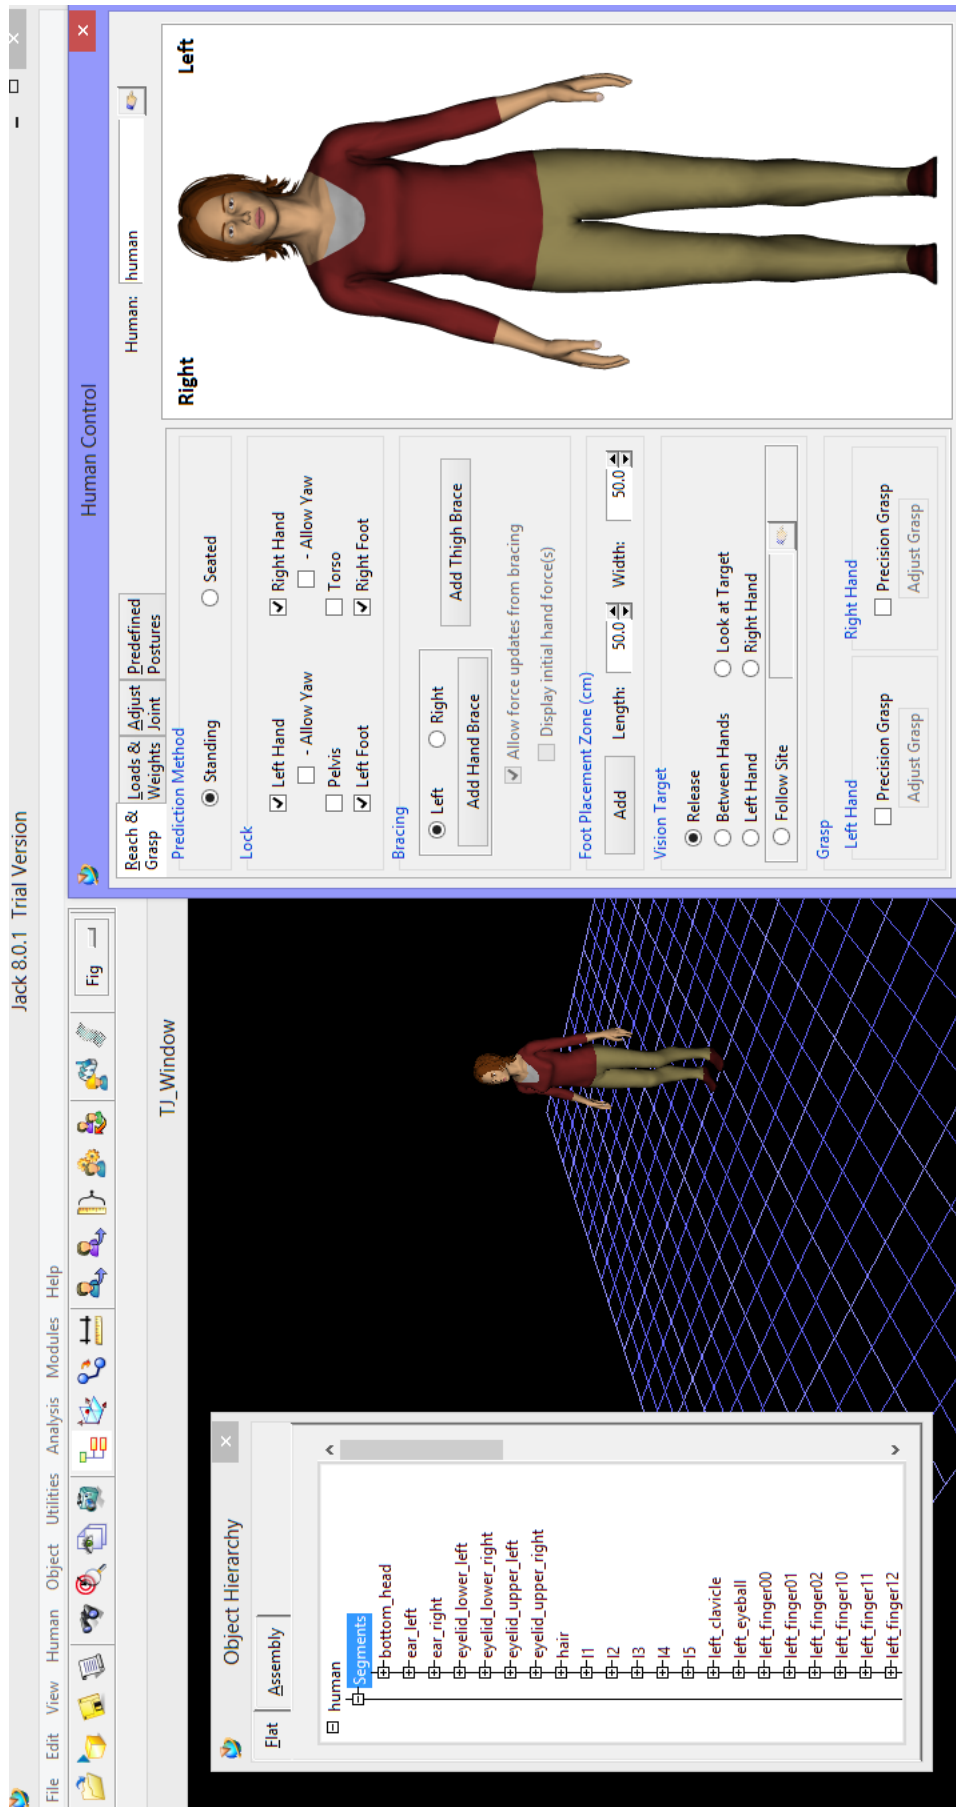 Jack 8.0.1 Trial Version
File Edit View Human Object Utilities Analysis Modules Help
Fig
TJ_Window
Object Hierarchy
Flat Assembly
human
Segments
bottom_head
ear_left
ear_right
eyelid_lower_left
eyelid_lower_right
eyelid_upper_left
eyelid_upper_right
hair
l1
l2
l3
l4
l5
left_clavicle
left_eyeball
left_finger00
left_finger01
left_finger02
left_finger10
left_finger11
left_finger12
Human Control
Human: human
Reach & Grasp
Loads & Weights
Adjust Joint
Predefined Postures
Prediction Method
Standing Seated
Lock
Left Hand Right Hand
- Allow Yaw - Allow Yaw
Pelvis Torso
Left Foot Right Foot
Bracing
Left Right
Add Hand Brace Add Thigh Brace
Allow force updates from bracing
Display initial hand force(s)
Foot Placement Zone (cm)
Add Length: 50.0 Width: 50.0
Vision Target
Release
Between Hands Look at Target
Left Hand Right Hand
Follow Site
Grasp
Left Hand Right Hand
Precision Grasp Precision Grasp
Adjust Grasp Adjust Grasp
Right Left